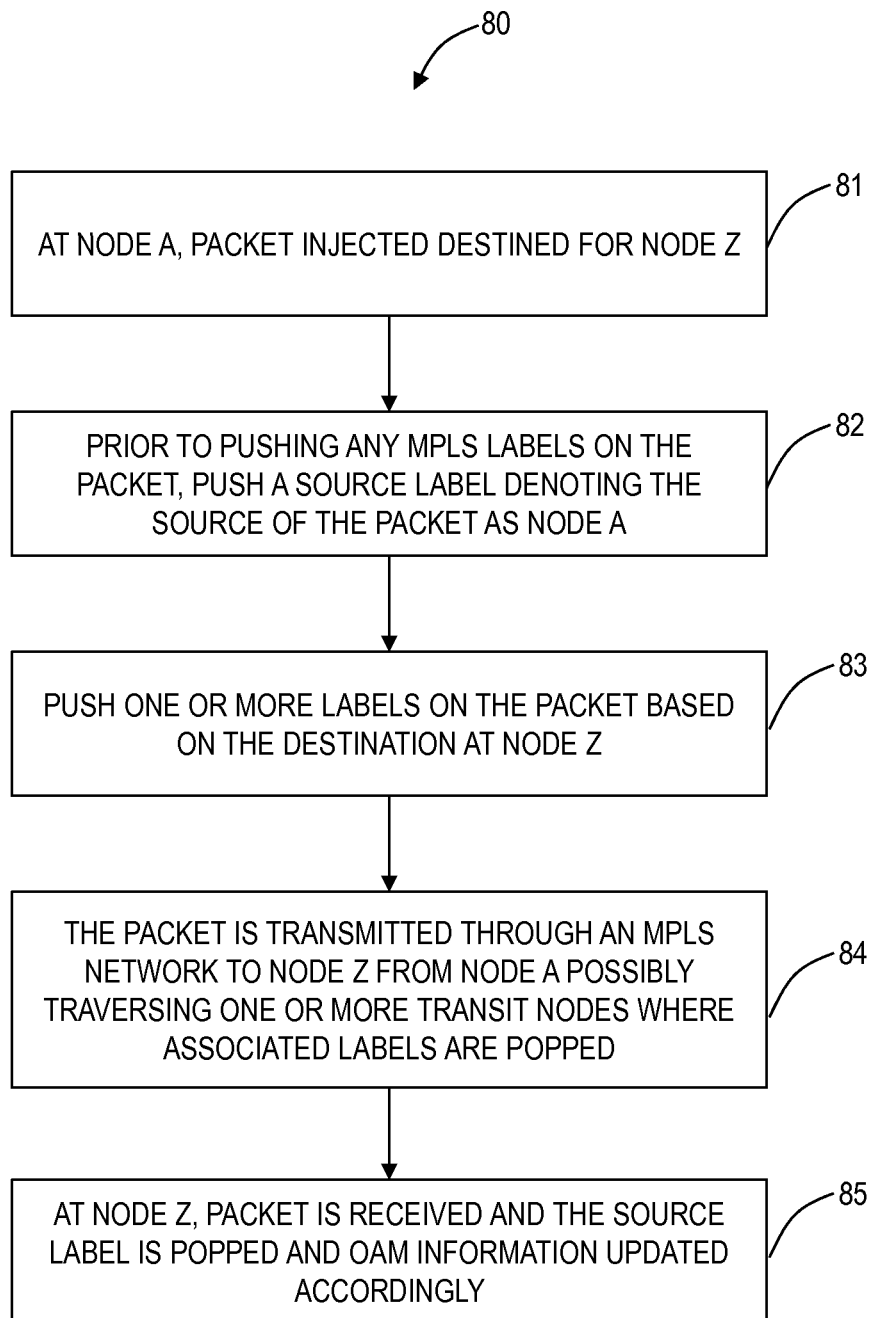 80
81
AT NODE A, PACKET INJECTED DESTINED FOR NODE Z
82
PRIOR TO PUSHING ANY MPLS LABELS ON THE
PACKET, PUSH A SOURCE LABEL DENOTING THE
SOURCE OF THE PACKET AS NODE A
83
PUSH ONE OR MORE LABELS ON THE PACKET BASED
ON THE DESTINATION AT NODE Z
84
THE PACKET IS TRANSMITTED THROUGH AN MPLS
NETWORK TO NODE Z FROM NODE A POSSIBLY
TRAVERSING ONE OR MORE TRANSIT NODES WHERE
ASSOCIATED LABELS ARE POPPED
85
AT NODE Z, PACKET IS RECEIVED AND THE SOURCE
LABEL IS POPPED AND OAM INFORMATION UPDATED
ACCORDINGLY